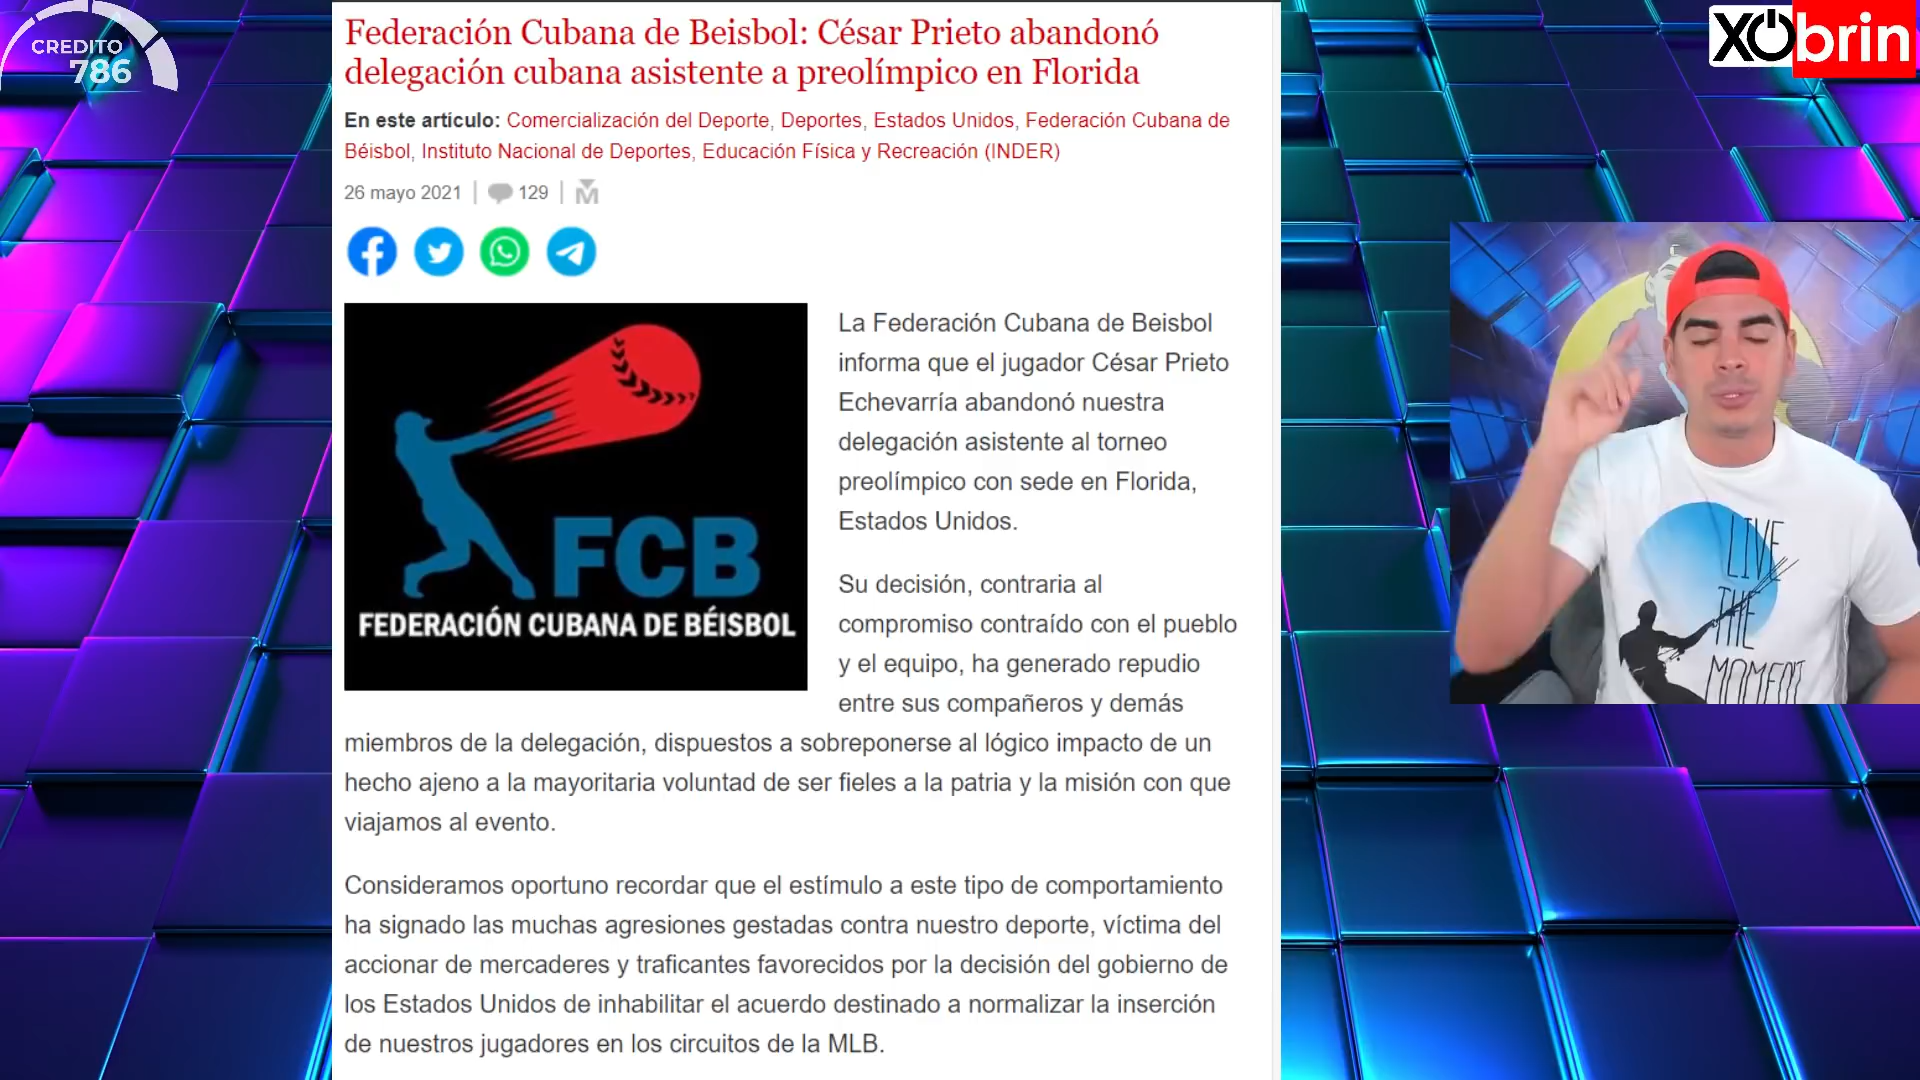 CREDITO
786
Federación Cubana de Beisbol: César Prieto abandonó
delegación cubana asistente a preolímpico en Florida
En este artículo: Comercialización del Deporte, Deportes, Estados Unidos, Federación Cubana de
Béisbol, Instituto Nacional de Deportes, Educación Física y Recreación (INDER)
26 mayo 2021 | 129 |
FCB
FEDERACIÓN CUBANA DE BÉISBOL
La Federación Cubana de Beisbol
informa que el jugador César Prieto
Echevarría abandonó nuestra
delegación asistente al torneo
preolímpico con sede en Florida,
Estados Unidos.
Su decisión, contraria al
compromiso contraído con el pueblo
y el equipo, ha generado repudio
entre sus compañeros y demás
miembros de la delegación, dispuestos a sobreponerse al lógico impacto de un
hecho ajeno a la mayoritaria voluntad de ser fieles a la patria y la misión con que
viajamos al evento.
Consideramos oportuno recordar que el estímulo a este tipo de comportamiento
ha signado las muchas agresiones gestadas contra nuestro deporte, víctima del
accionar de mercaderes y traficantes favorecidos por la decisión del gobierno de
los Estados Unidos de inhabilitar el acuerdo destinado a normalizar la inserción
de nuestros jugadores en los circuitos de la MLB.
XObrin
LIVE
THE
MOMENT